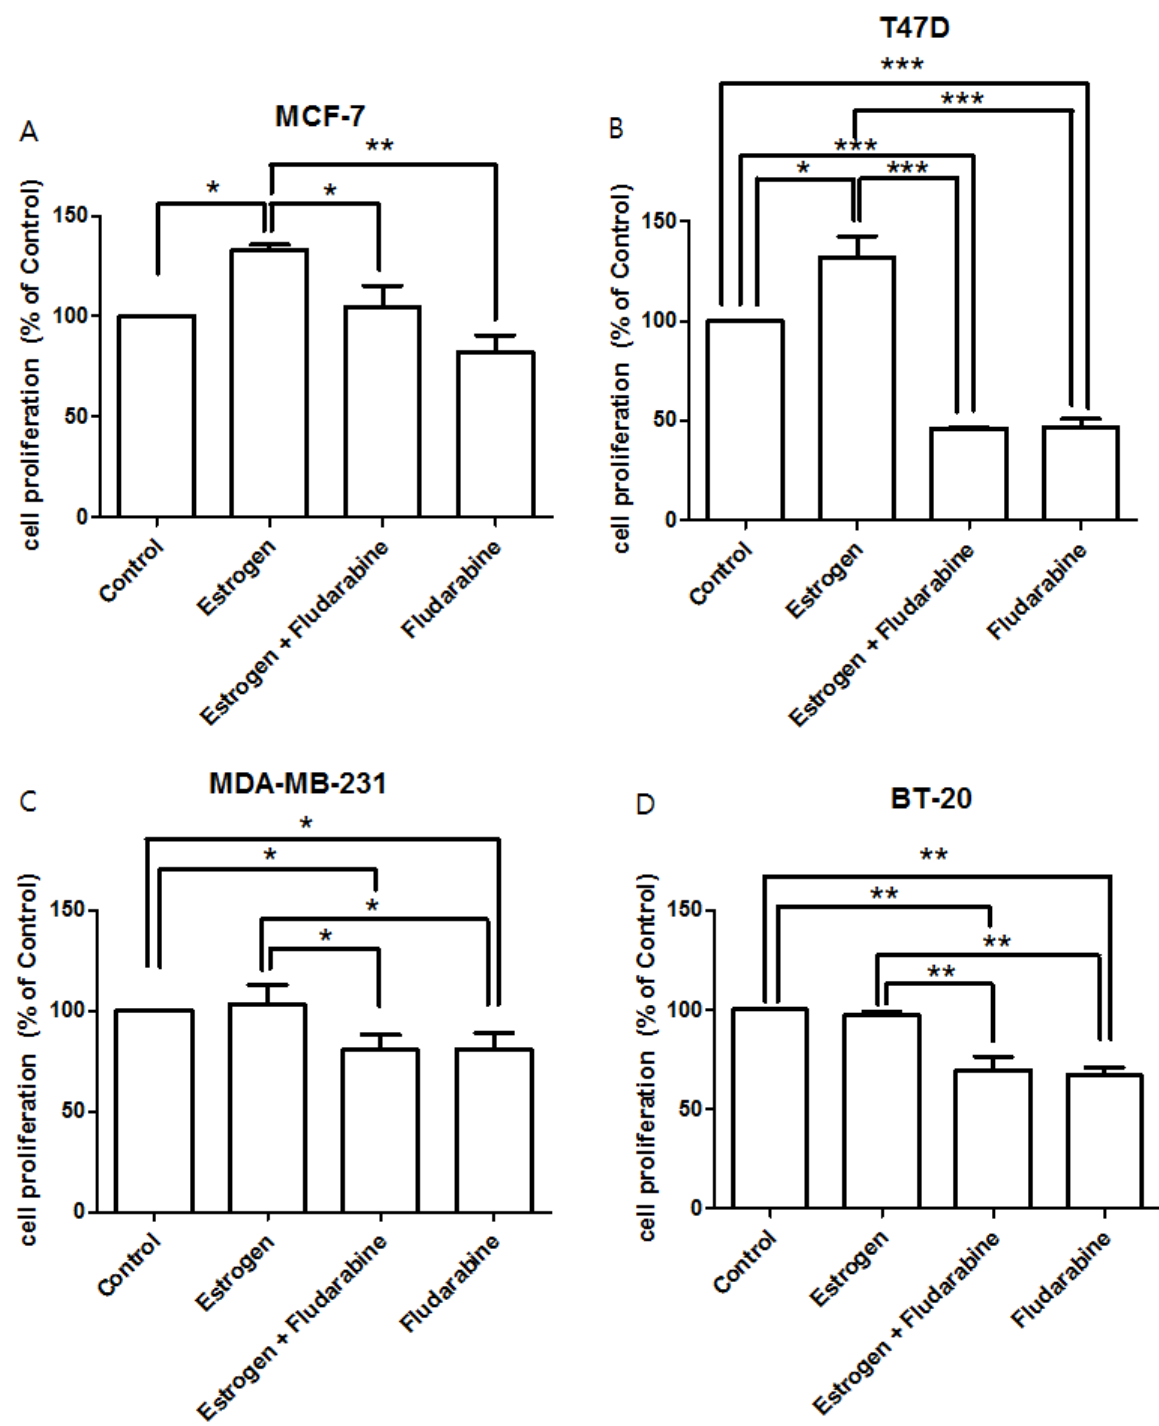 A
MCF-7
**
*
*
cell proliferation (% of Control)
150
100
50
0
Control
Estrogen
Estrogen + Fludarabine
Fludarabine
B
T47D
***
***
***
*
***
cell proliferation (% of Control)
150
100
50
0
Control
Estrogen
Estrogen + Fludarabine
Fludarabine
C
MDA-MB-231
*
*
*
*
cell proliferation (% of Control)
150
100
50
0
Control
Estrogen
Estrogen + Fludarabine
Fludarabine
D
BT-20
**
**
**
**
cell proliferation (% of Control)
150
100
50
0
Control
Estrogen
Estrogen + Fludarabine
Fludarabine